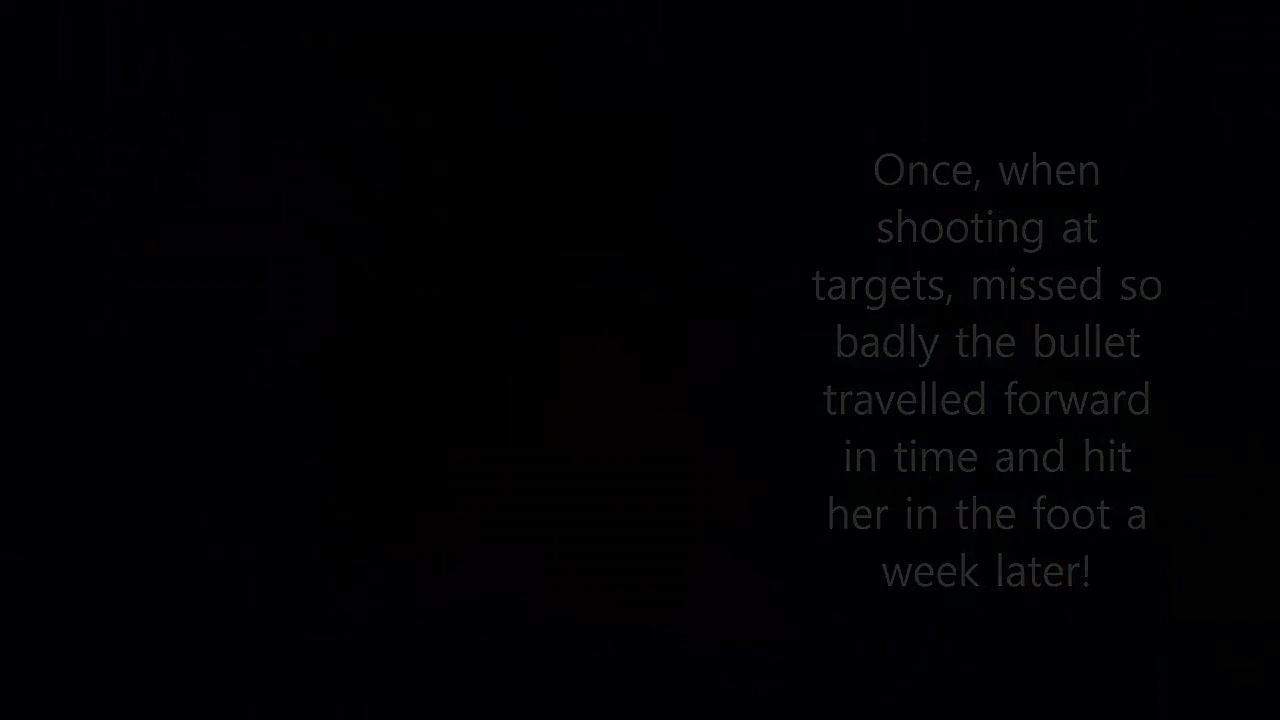 Once, when
shooting at
targets, missed so
badly the bullet
travelled forward
in time and hit
her in the foot a
week later!